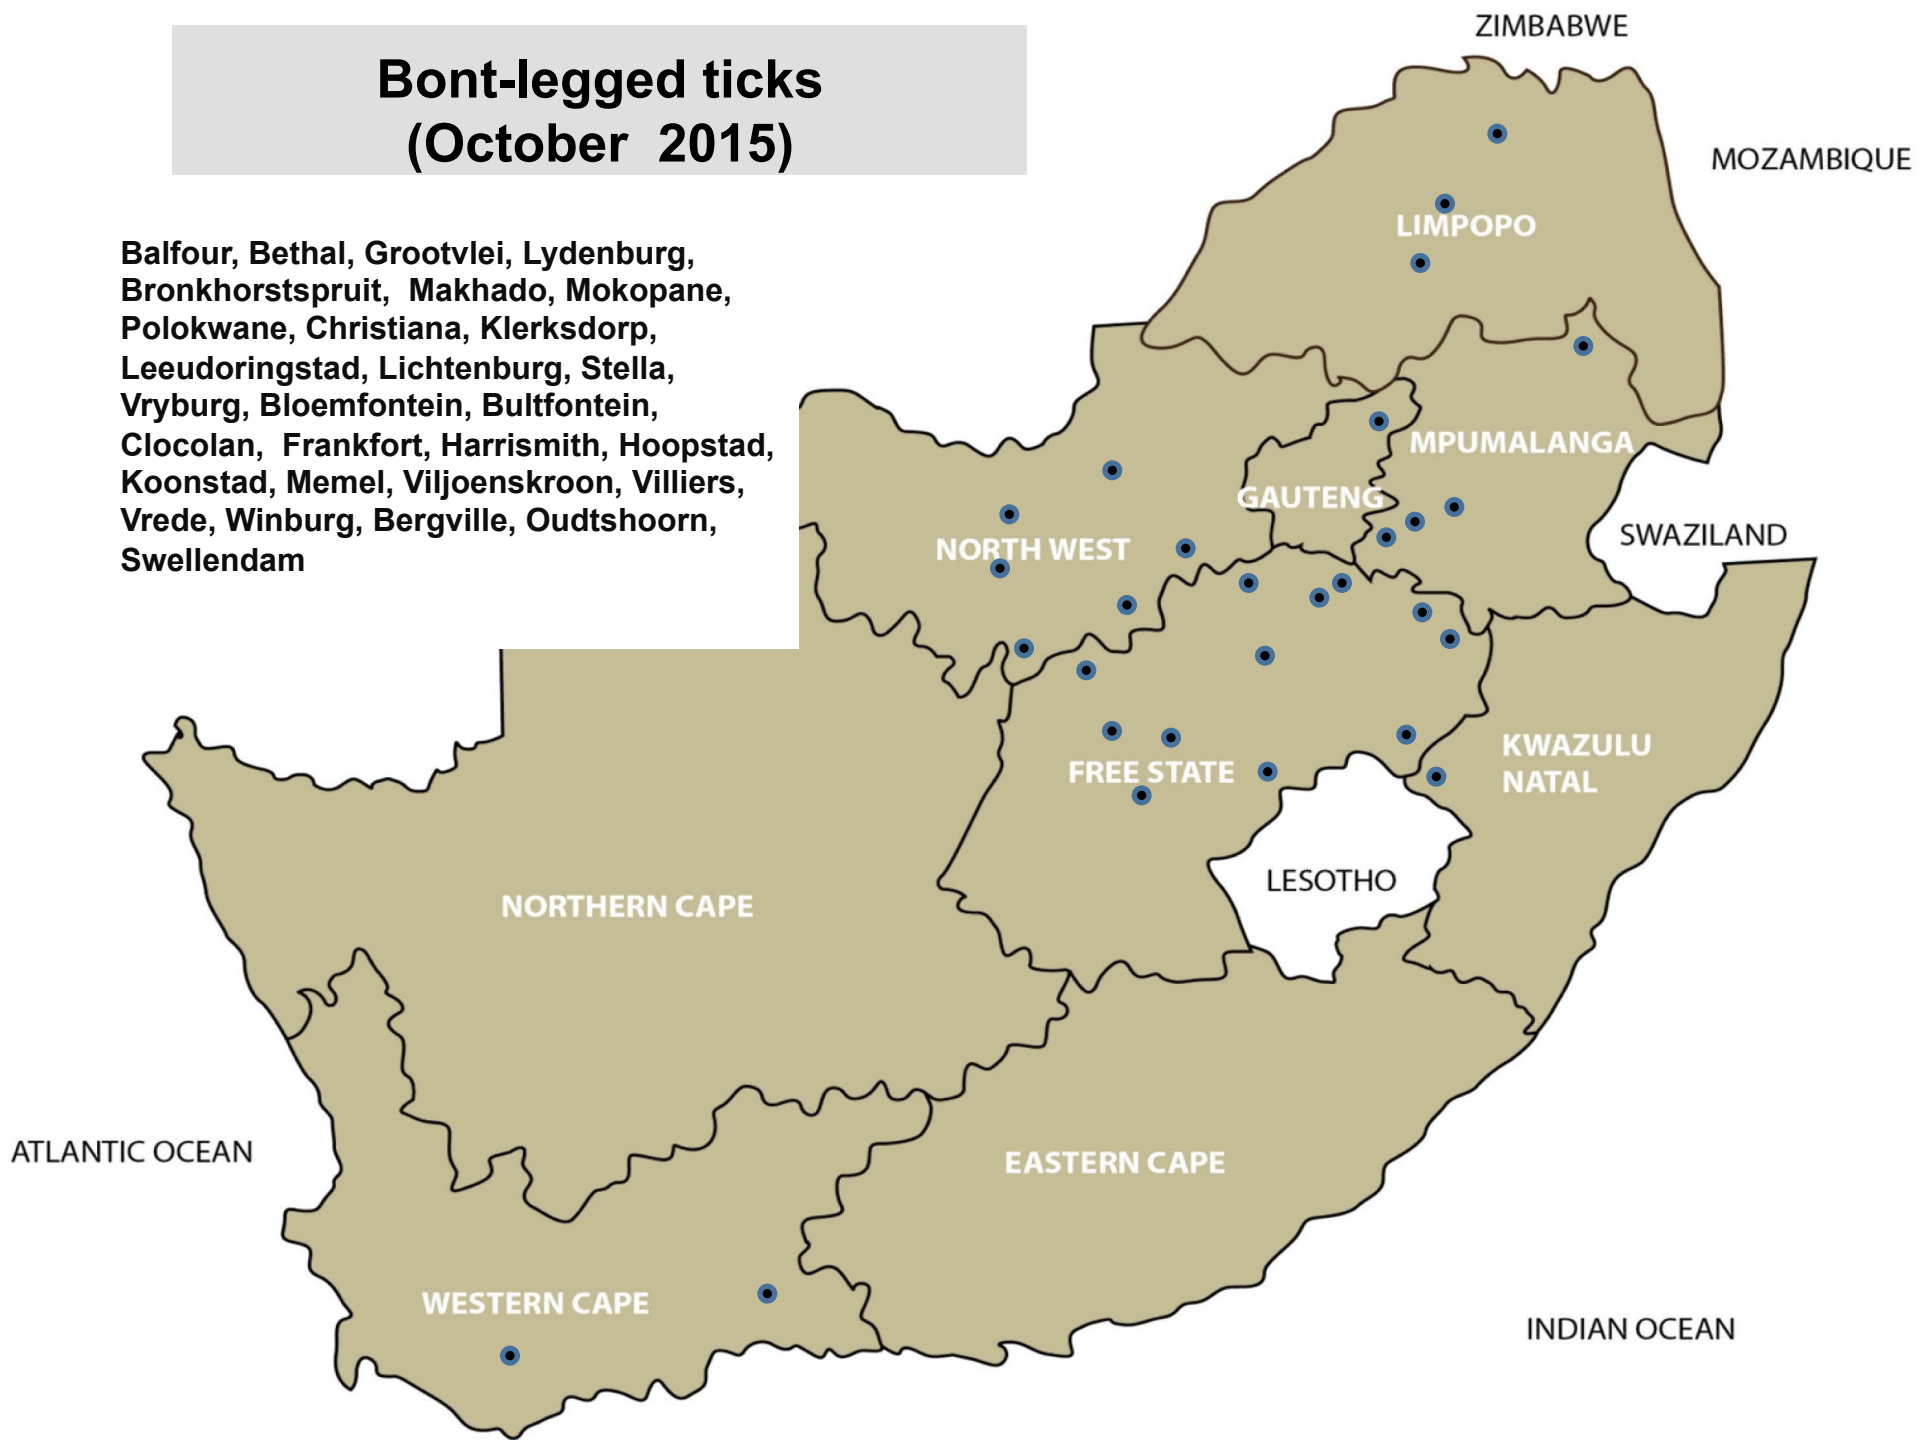 Bont-legged ticks
(October 2015)
Balfour, Bethal, Grootvlei, Lydenburg,
Bronkhorstspruit, Makhado, Mokopane,
Polokwane, Christiana, Klerksdorp,
Leeudoringstad, Lichtenburg, Stella,
Vryburg, Bloemfontein, Bultfontein,
Clocolan, Frankfort, Harrismith, Hoopstad,
Koonstad, Memel, Viljoenskroon, Villiers,
Vrede, Winburg, Bergville, Oudtshoorn,
Swellendam
ZIMBABWE
MOZAMBIQUE
LIMPOPO
MPUMALANGA
GAUTENG
SWAZILAND
NORTH WEST
KWAZULU
NATAL
FREE STATE
LESOTHO
NORTHERN CAPE
ATLANTIC OCEAN
EASTERN CAPE
WESTERN CAPE
INDIAN OCEAN